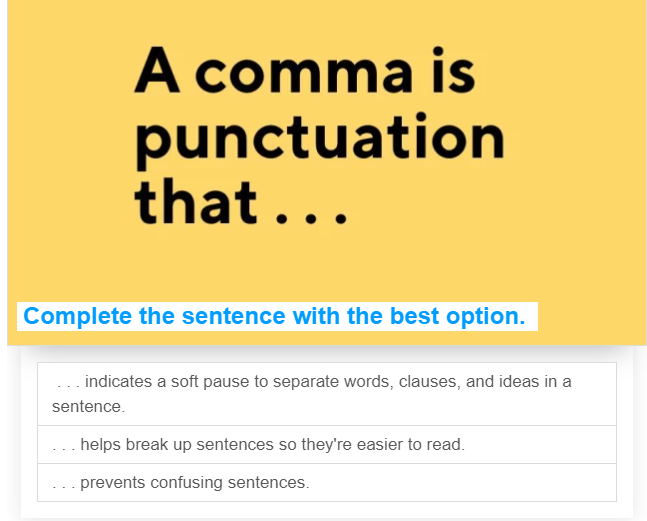 A comma is
punctuation
that . . .
Complete the sentence with the best option.
. . . indicates a soft pause to separate words, clauses, and ideas in a
sentence.
. . . helps break up sentences so they're easier to read.
. . . prevents confusing sentences.